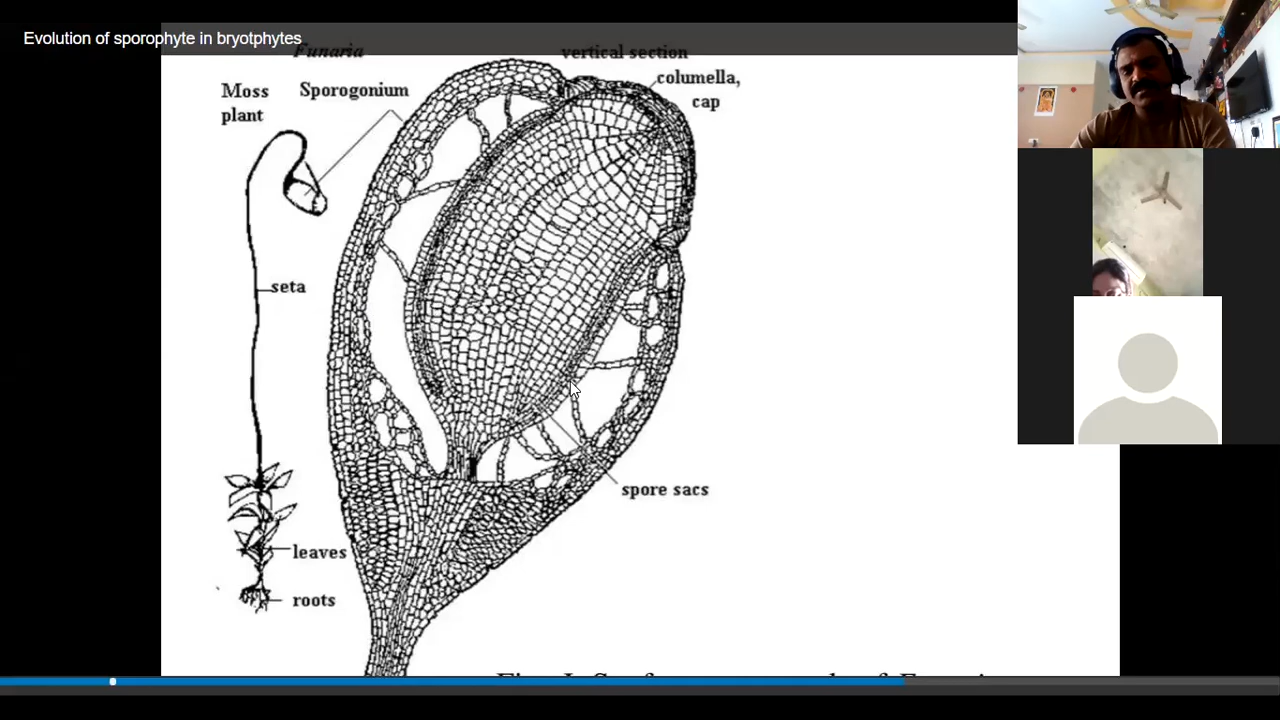 Evolution of sporophyte in bryotphytes
Funaria
vertical section
Moss
plant
Sporogonium
columella,
cap
seta
spore sacs
leaves
roots